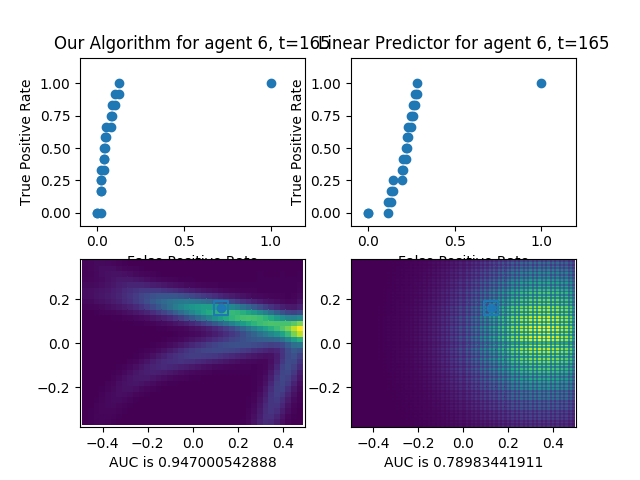 Our Algorithm for agent 6, t=165
Linear Predictor for agent 6, t=165
True Positive Rate
1.00
0.75
0.50
0.25
0.00
0.0 0.5 1.0
False Positive Rate
True Positive Rate
1.00
0.75
0.50
0.25
0.00
0.0 0.5 1.0
False Positive Rate
0.2
0.0
−0.2
−0.4 −0.2 0.0 0.2 0.4
AUC is 0.947000542888
0.2
0.0
−0.2
−0.4 −0.2 0.0 0.2 0.4
AUC is 0.78983441911